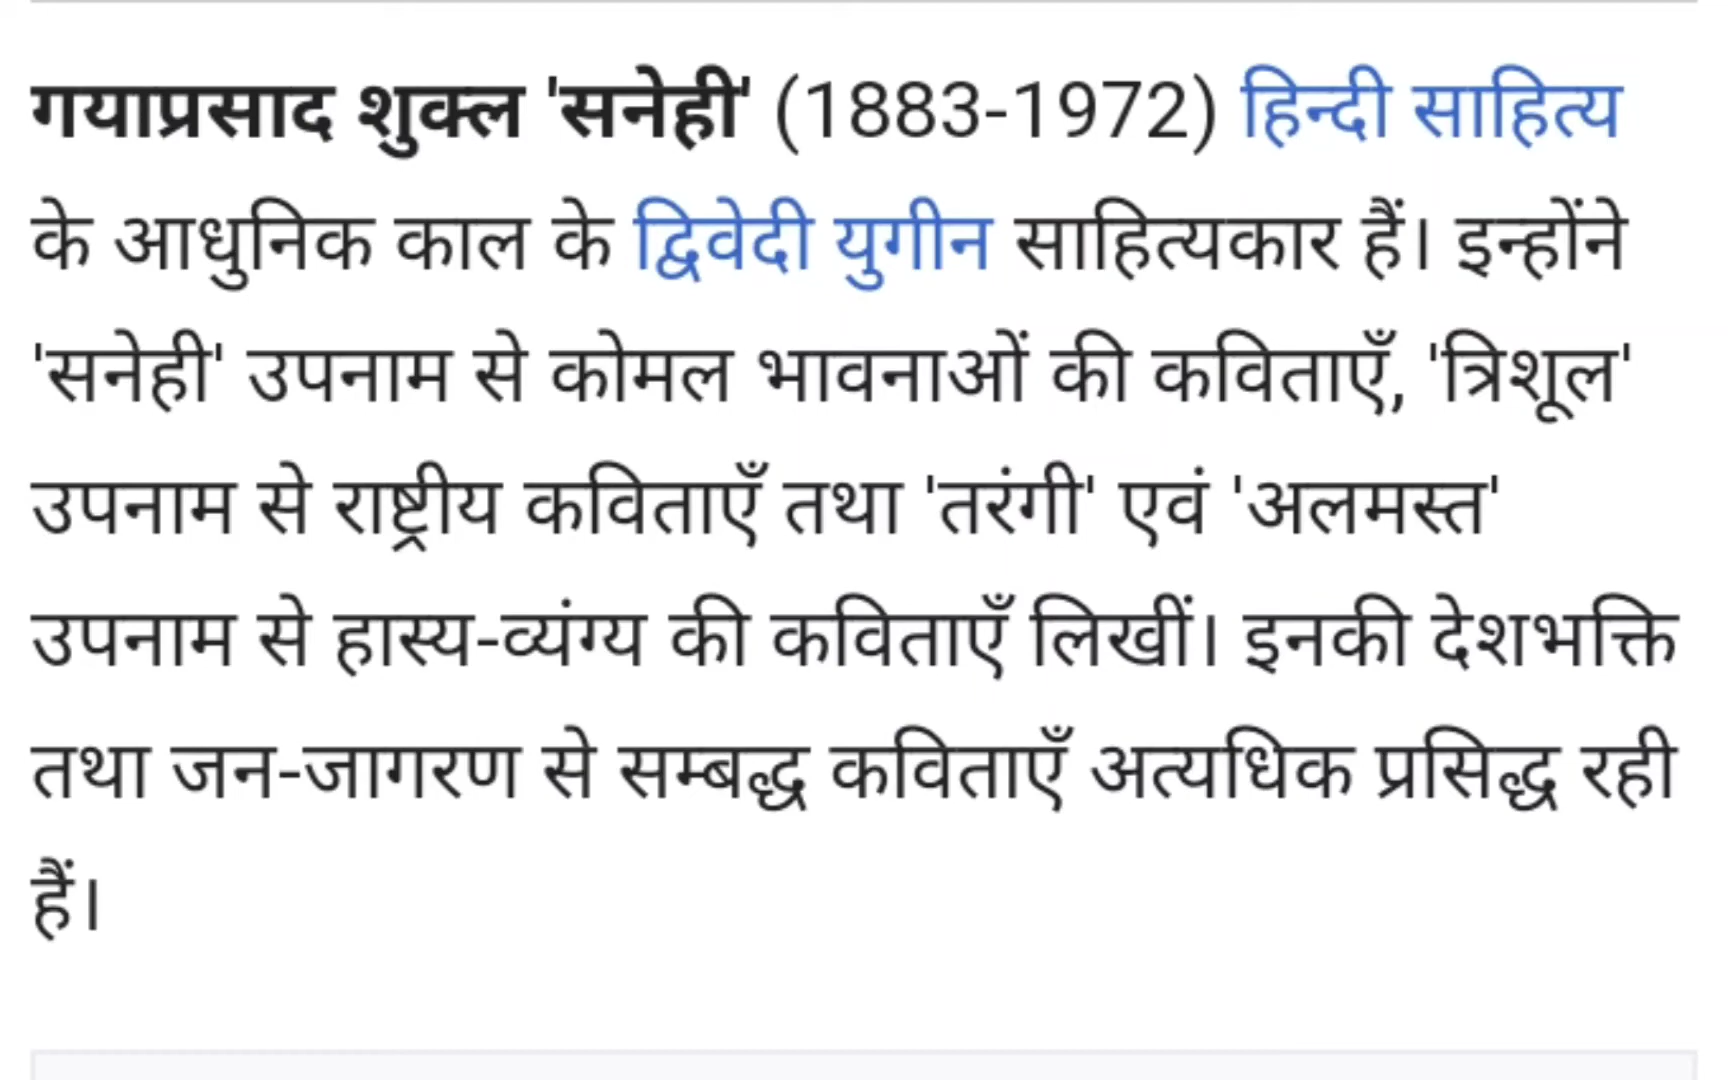 गयाप्रसाद शुक्ल 'सनेही' (1883-1972) हिन्दी साहित्य
के आधुनिक काल के द्विवेदी युगीन साहित्यकार हैं। इन्होंने
'सनेही' उपनाम से कोमल भावनाओं की कविताएँ, 'त्रिशूल'
उपनाम से राष्ट्रीय कविताएँ तथा 'तरंगी' एवं 'अलमस्त'
उपनाम से हास्य-व्यंग्य की कविताएँ लिखीं। इनकी देशभक्ति
तथा जन-जागरण से सम्बद्ध कविताएँ अत्यधिक प्रसिद्ध रही
हैं।